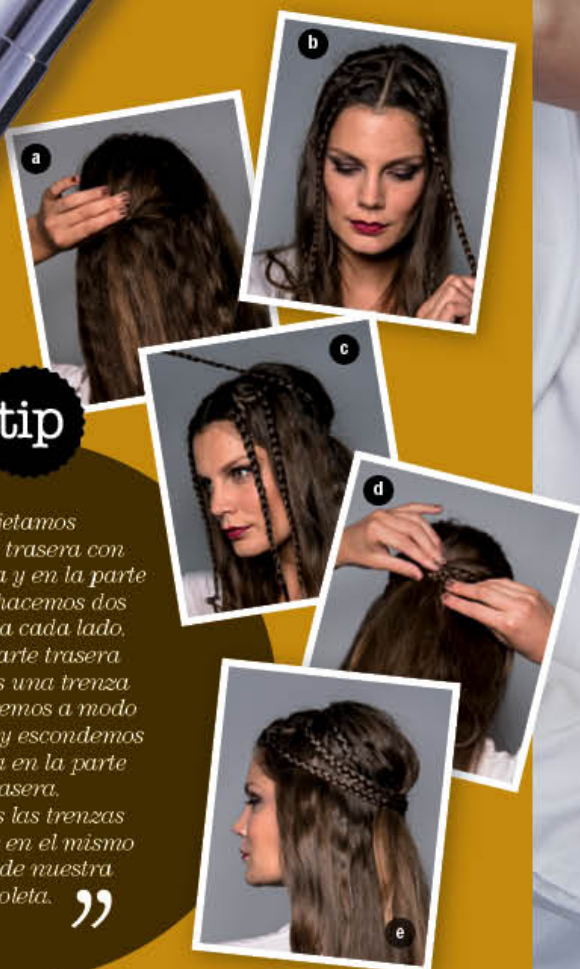 a
b
c
d
e
tip
trasera con
a y en la parte
hacemos dos
a cada lado.
arte trasera
s una trenza
emos a modo
y escondemos
a en la parte
asera.
s las trenzas
en el mismo
de nuestra
oleta. ”